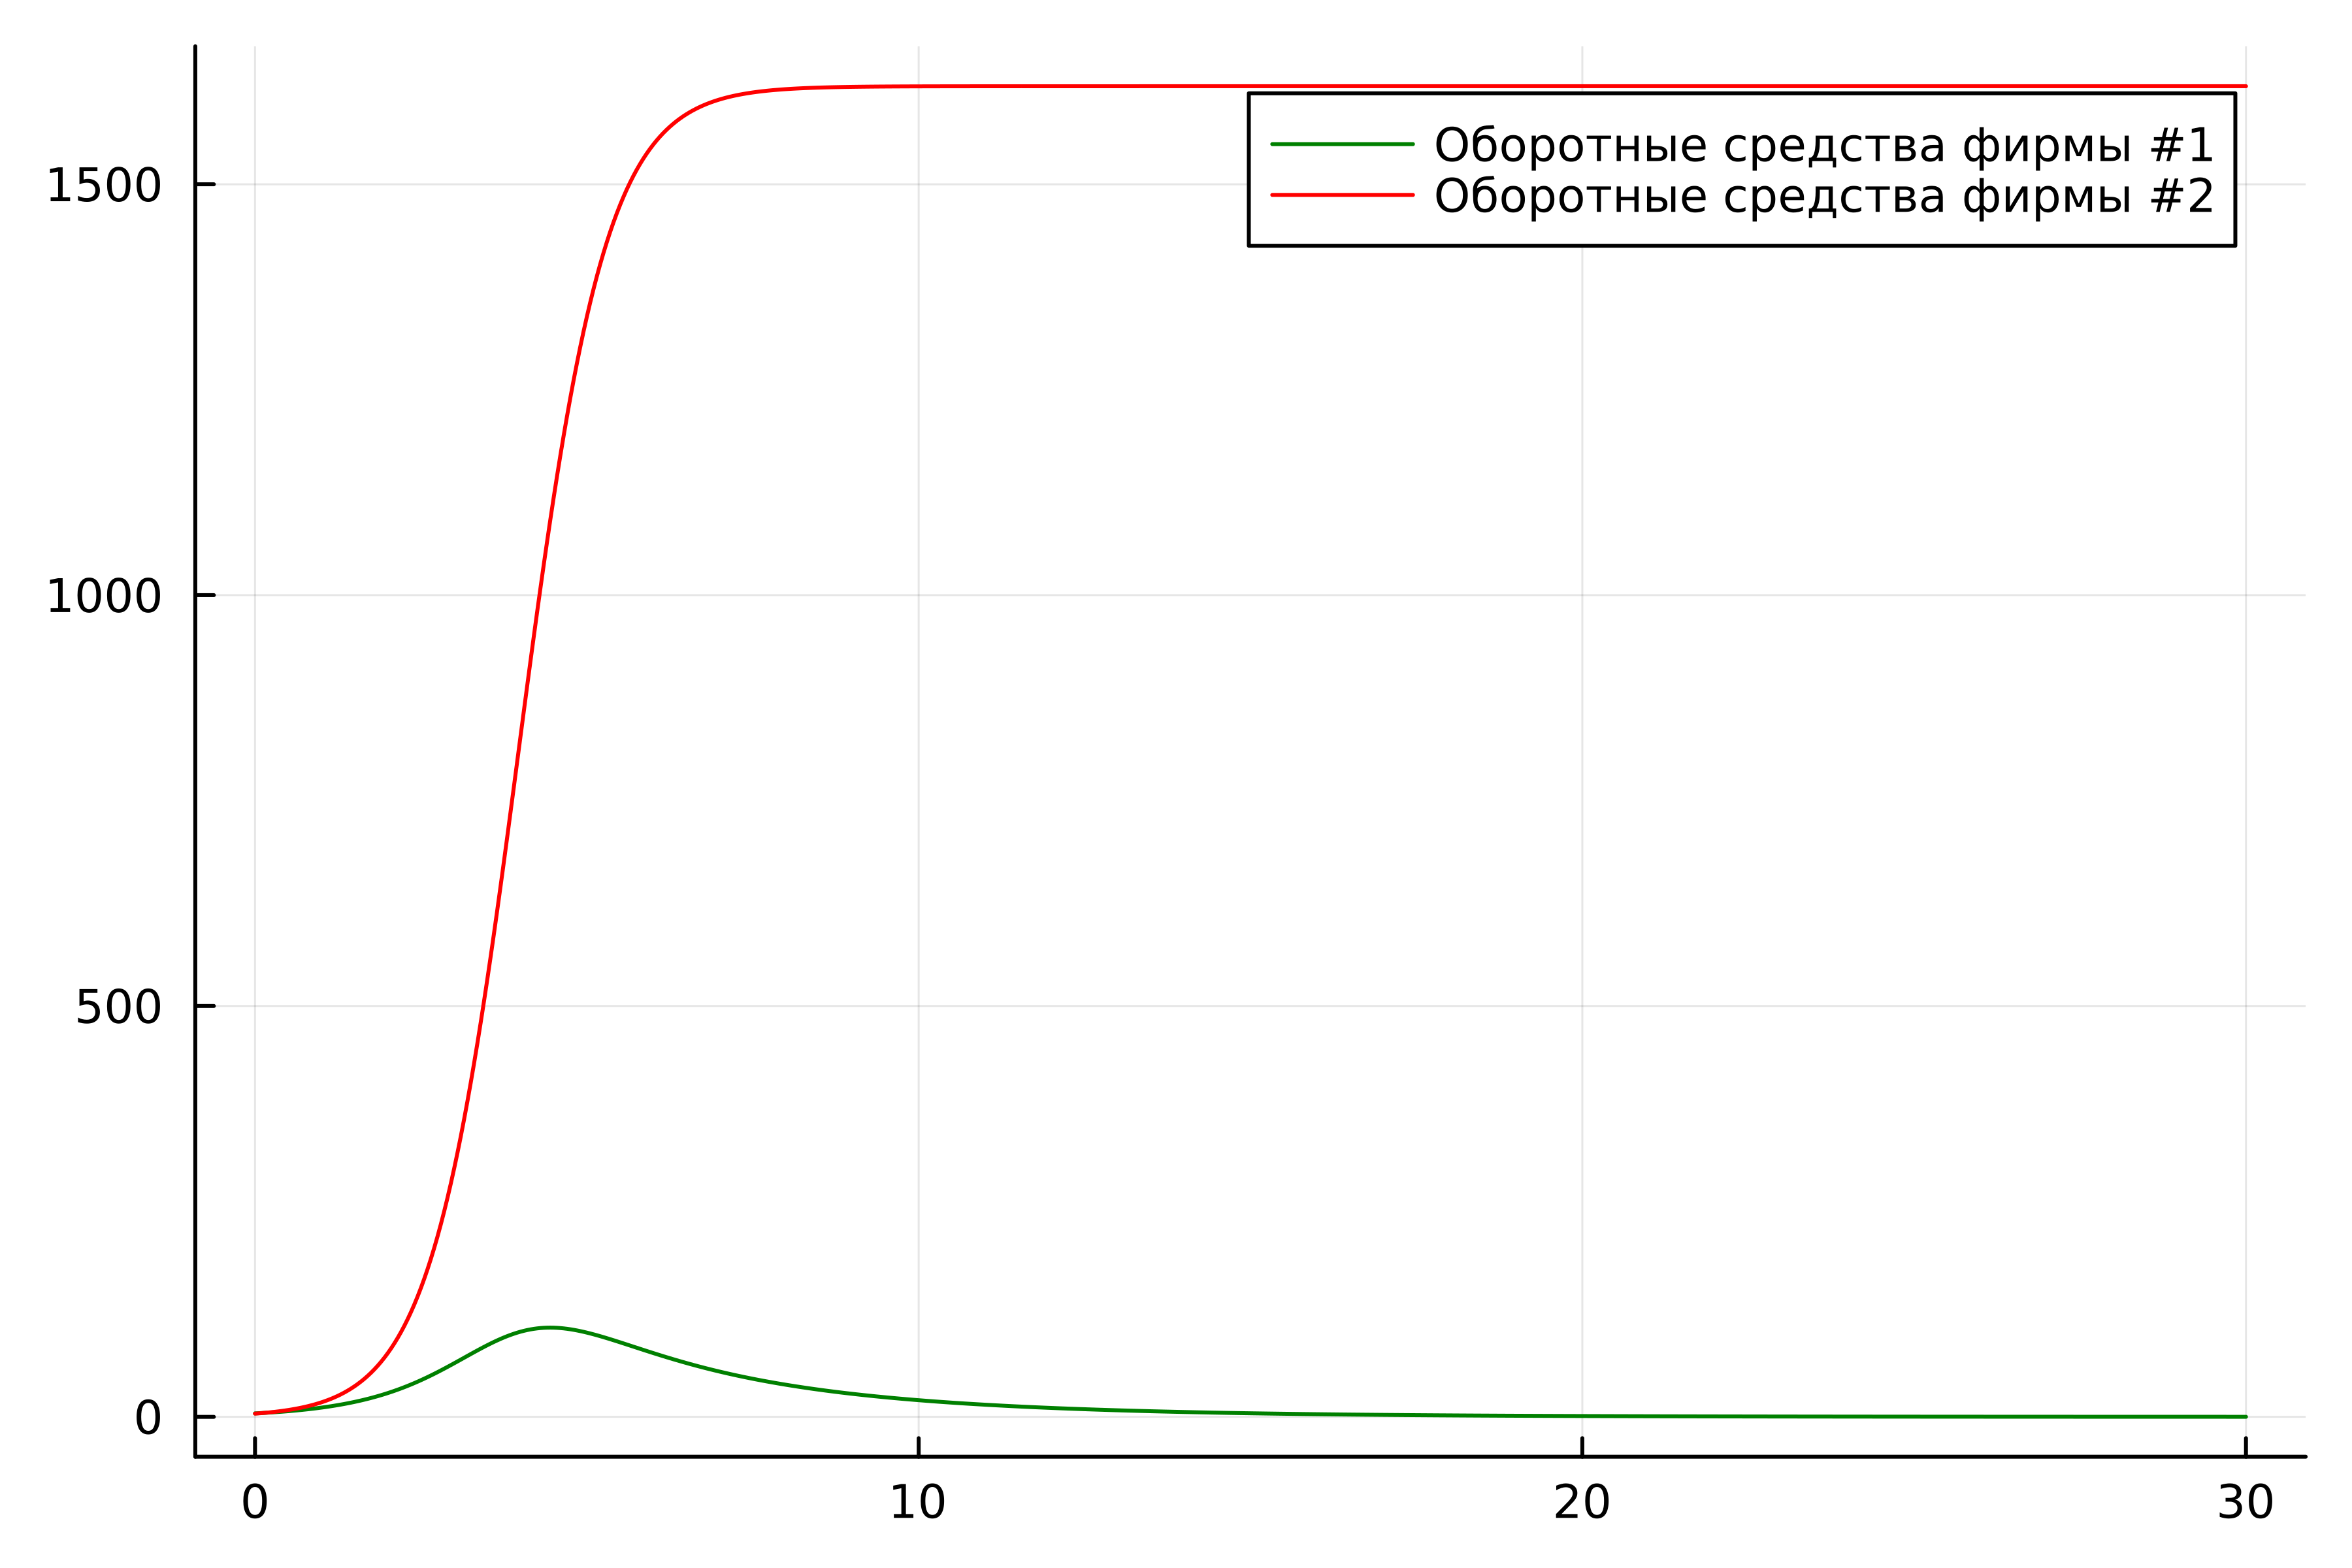 Оборотные средства фирмы #1
Оборотные средства фирмы #2
1500
1000
500
0
0 10 20 30